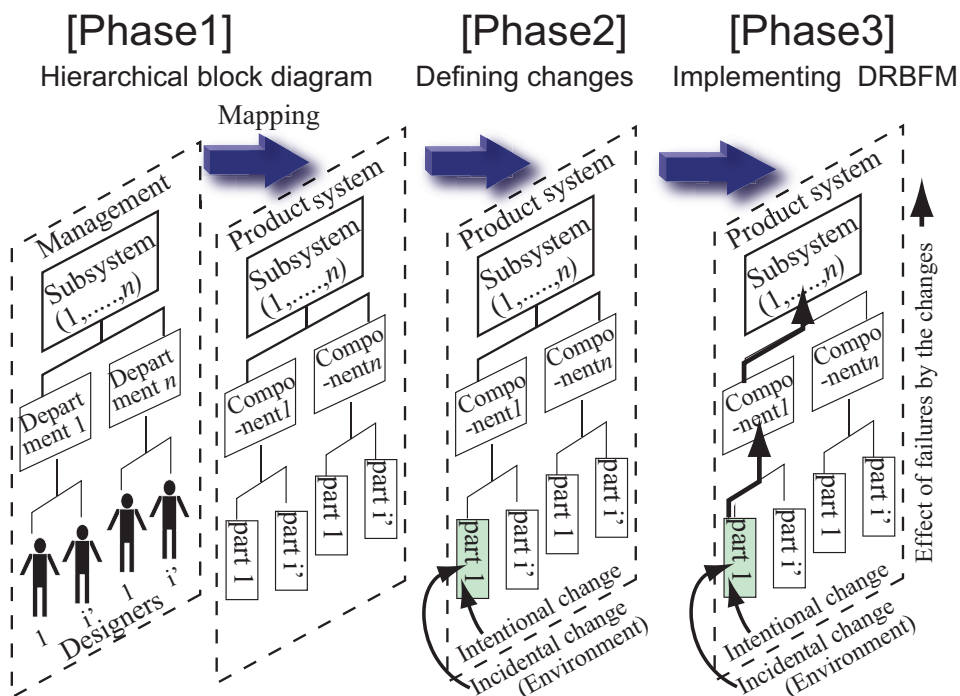 [Phase1]
Hierarchical block diagram
Mapping
[Phase2]
Defining changes
[Phase3]
Implementing DRBFM
Management
Subsystem
(1,.....,n)
Depart
ment 1
Depart
ment n
1
i'
1
i'
Designers
Product system
Subsystem
(1,.....,n)
Compo
-nent1
Compo
-nentn
part 1
part i'
part 1
part i'
Product system
Subsystem
(1,.....,n)
Compo
-nent1
Compo
-nentn
part 1
part i'
part 1
part i'
Intentional change
Incidental change
(Environment)
Product system
Subsystem
(1,.....,n)
Compo
-nent1
Compo
-nentn
part 1
part i'
part 1
part i'
Intentional change
Incidental change
(Environment)
Effect of failures by the changes